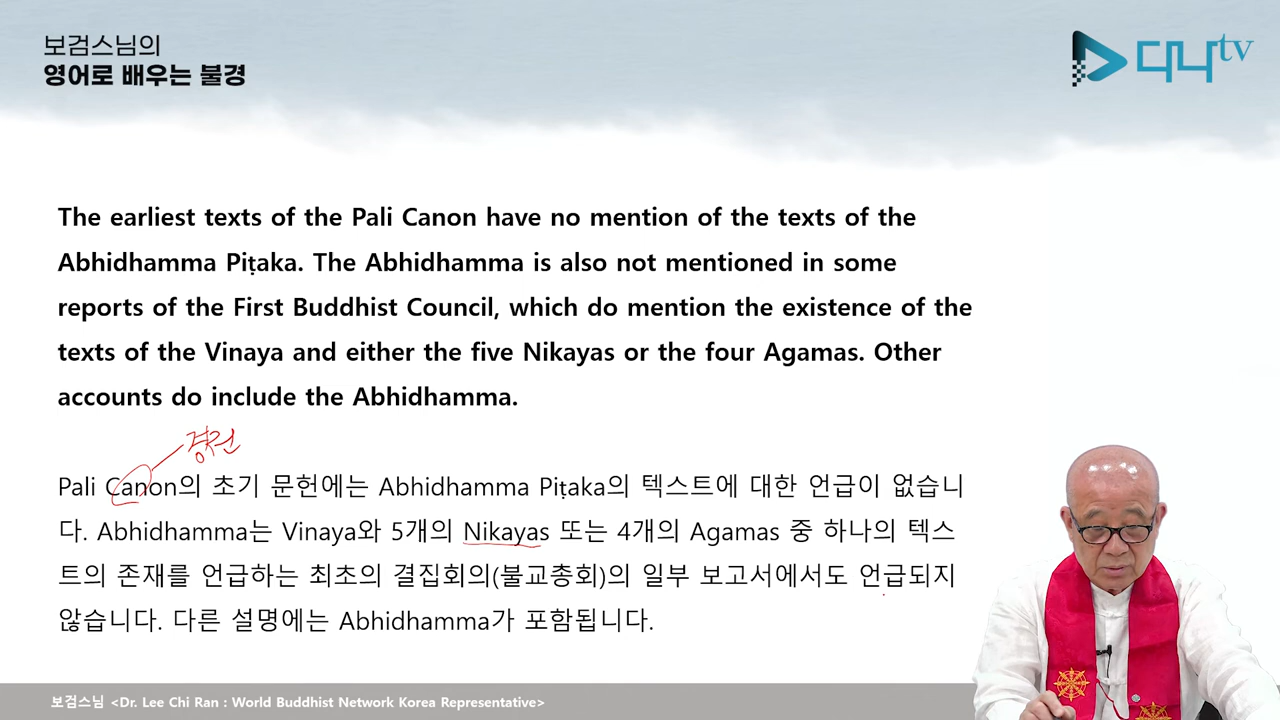 보검스님의
영어로 배우는 불경
다나tv
The earliest texts of the Pali Canon have no mention of the texts of the
Abhidhamma Piṭaka. The Abhidhamma is also not mentioned in some
reports of the First Buddhist Council, which do mention the existence of the
texts of the Vinaya and either the five Nikayas or the four Agamas. Other
accounts do include the Abhidhamma.
경전
Pali Canon의 초기 문헌에는 Abhidhamma Piṭaka의 텍스트에 대한 언급이 없습니
다. Abhidhamma는 Vinaya와 5개의 Nikayas 또는 4개의 Agamas 중 하나의 텍스
트의 존재를 언급하는 최초의 결집회의(불교총회)의 일부 보고서에서도 언급되지
않습니다. 다른 설명에는 Abhidhamma가 포함됩니다.
보검스님 <Dr. Lee Chi Ran : World Buddhist Network Korea Representative>